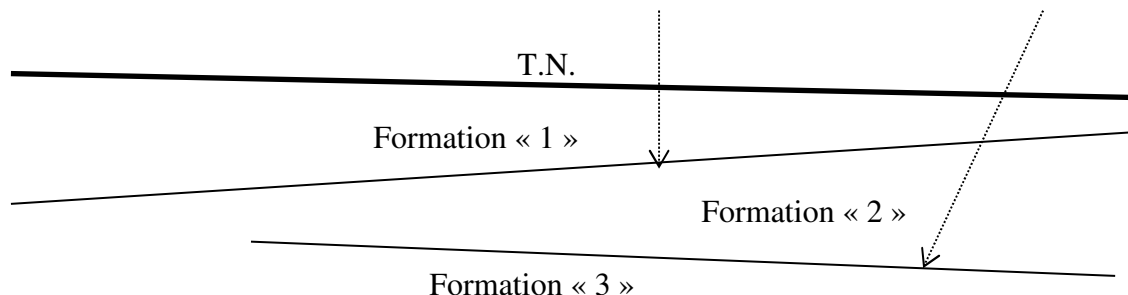 T.N.
Formation « 1 »
Formation « 2 »
Formation « 3 »